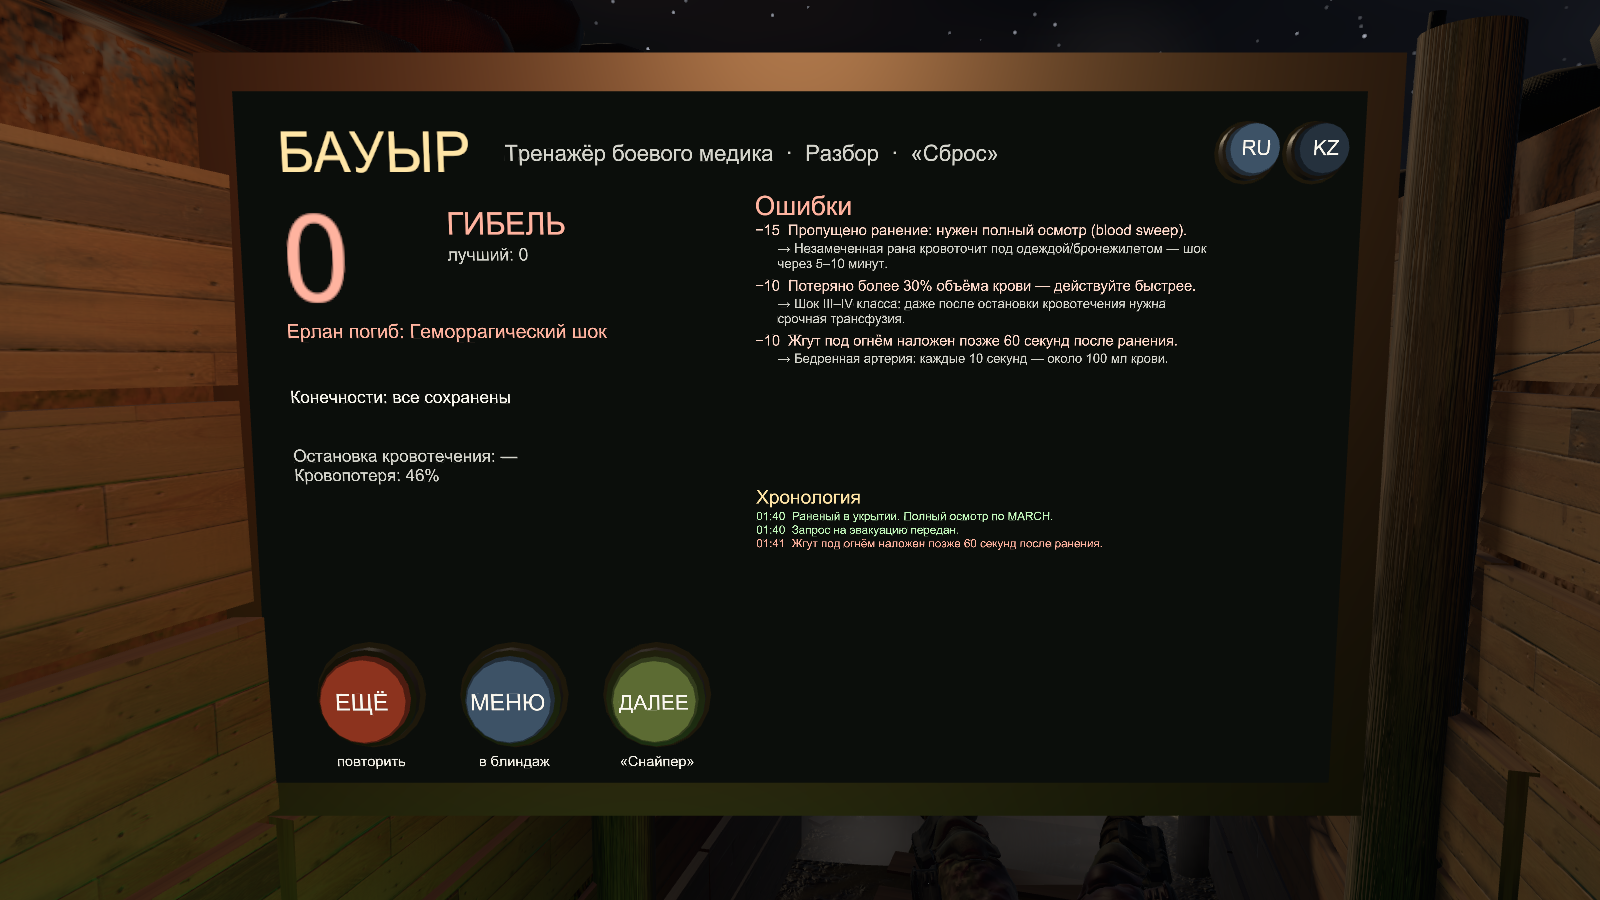 БАУЫР
Тренажёр боевого медика · Разбор · «Сброс»
RU
KZ
0
ГИБЕЛЬ
лучший: 0
Ерлан погиб: Геморрагический шок
Конечности: все сохранены
Остановка кровотечения: —
Кровопотеря: 46%
Ошибки
−15 Пропущено ранение: нужен полный осмотр (blood sweep).
→ Незамеченная рана кровоточит под одеждой/бронежилетом — шок
через 5–10 минут.
−10 Потеряно более 30% объёма крови — действуйте быстрее.
→ Шок III–IV класса: даже после остановки кровотечения нужна
срочная трансфузия.
−10 Жгут под огнём наложен позже 60 секунд после ранения.
→ Бедренная артерия: каждые 10 секунд — около 100 мл крови.
Хронология
01:40 Раненый в укрытии. Полный осмотр по MARCH.
01:40 Запрос на эвакуацию передан.
01:41 Жгут под огнём наложен позже 60 секунд после ранения.
ЕЩЁ
МЕНЮ
ДАЛЕЕ
повторить
в блиндаж
«Снайпер»